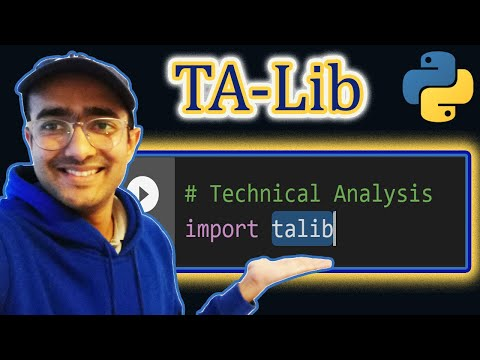 TA-Lib
# Technical Analysis
import talib